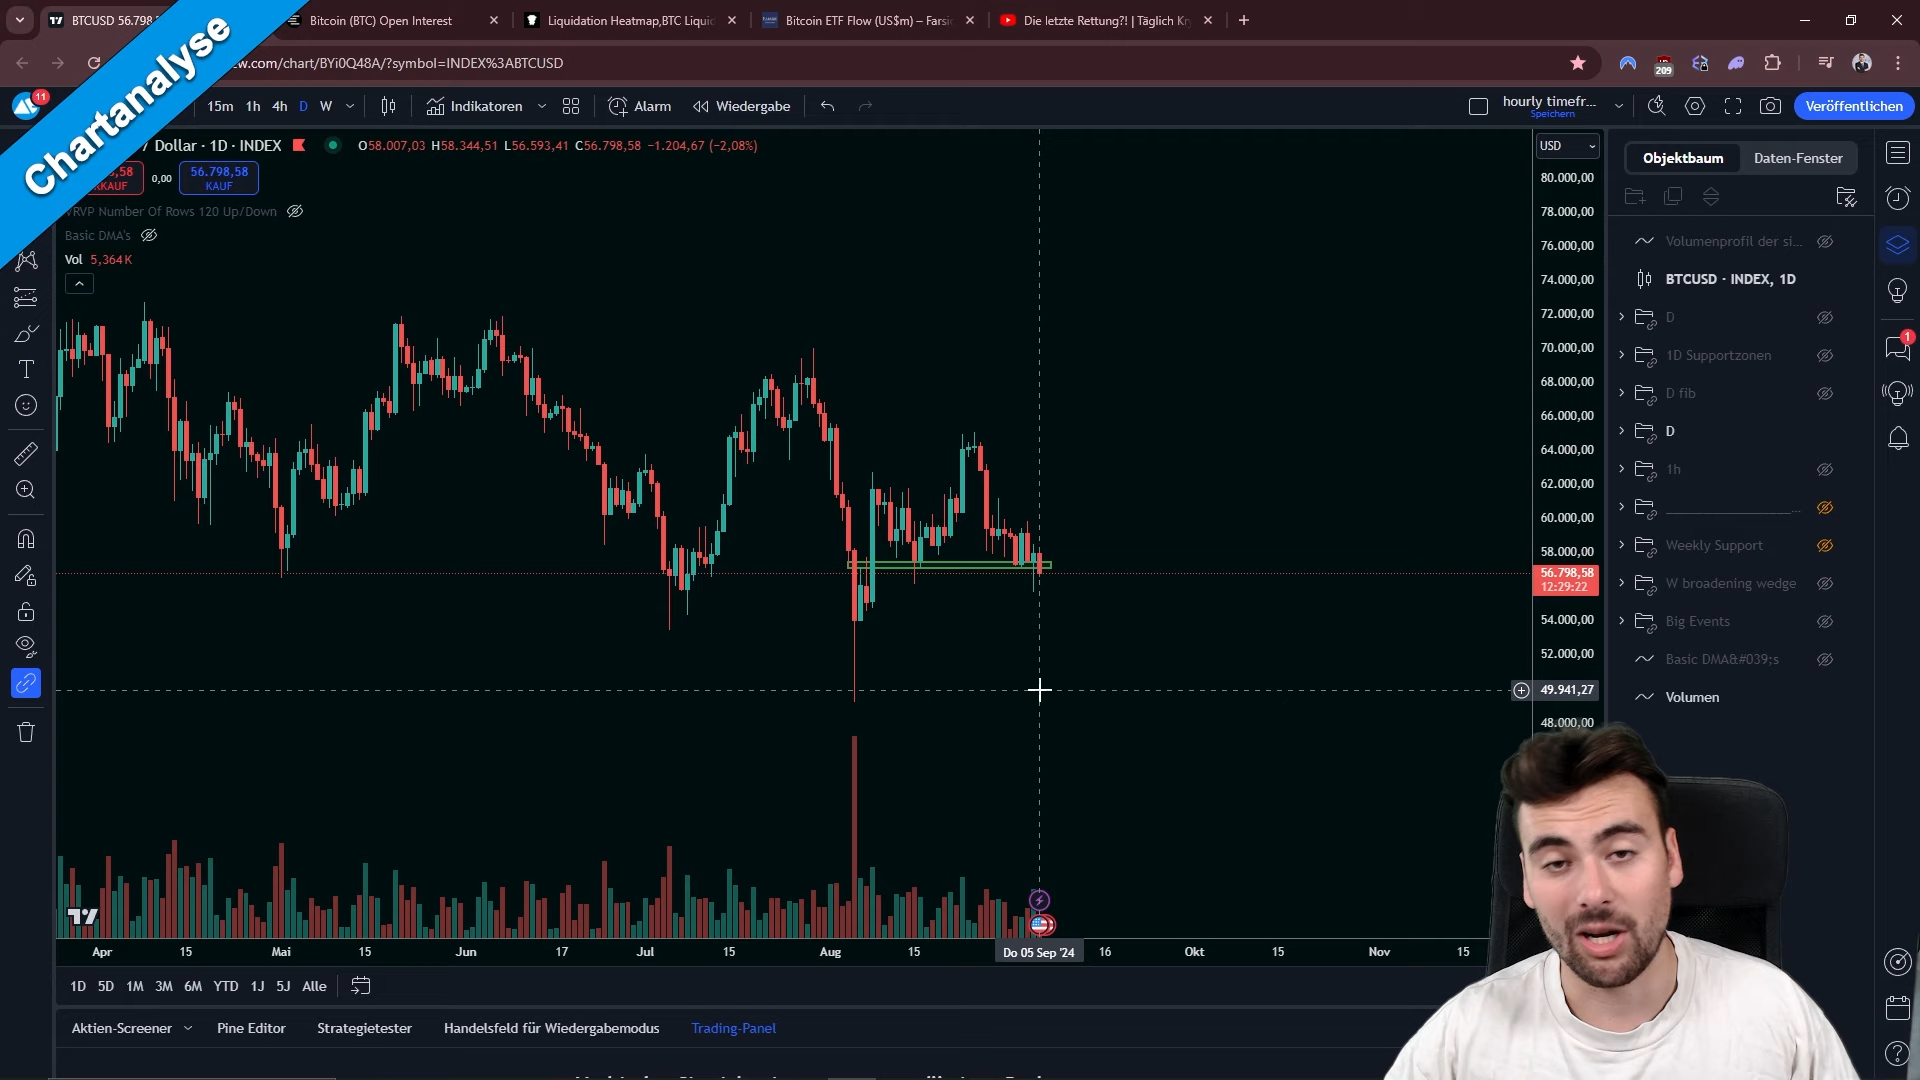 Chartanalyse
BTCUSD 56.798,5
Bitcoin (BTC) Open Interest
Liquidation Heatmap,BTC Liquid
Bitcoin ETF Flow (US$m) – Farsi
Die letzte Rettung?! | Täglich Kr
w.com/chart/BYi0Q48A/?symbol=INDEX%3ABTCUSD
209
11
15m 1h 4h D W
Indikatoren
Alarm
Wiedergabe
hourly timefr...
Speichern
Veröffentlichen
/ Dollar · 1D · INDEX
O58.007,03 H58.344,51 L56.593,41 C56.798,58 −1.204,67 (−2,08%)
0,00
56.798,58
KAUF
VRVP Number Of Rows 120 Up/Down
Basic DMA's
Vol 5,364K
USD
80.000,00
78.000,00
76.000,00
74.000,00
72.000,00
70.000,00
68.000,00
66.000,00
64.000,00
62.000,00
60.000,00
58.000,00
56.798,58
12:29:22
54.000,00
52.000,00
49.941,27
48.000,00
Objektbaum
Daten-Fenster
Volumenprofil der si...
BTCUSD · INDEX, 1D
D
1D Supportzonen
D fib
D
1h
Weekly Support
W broadening wedge
Big Events
Basic DMA&#039;s
Volumen
1
Apr 15 Mai 15 Jun 17 Jul 15 Aug 15 Do 05 Sep '24 16 Okt 15 Nov 15
1D 5D 1M 3M 6M YTD 1J 5J Alle
Aktien-Screener
Pine Editor
Strategietester
Handelsfeld für Wiedergabemodus
Trading-Panel